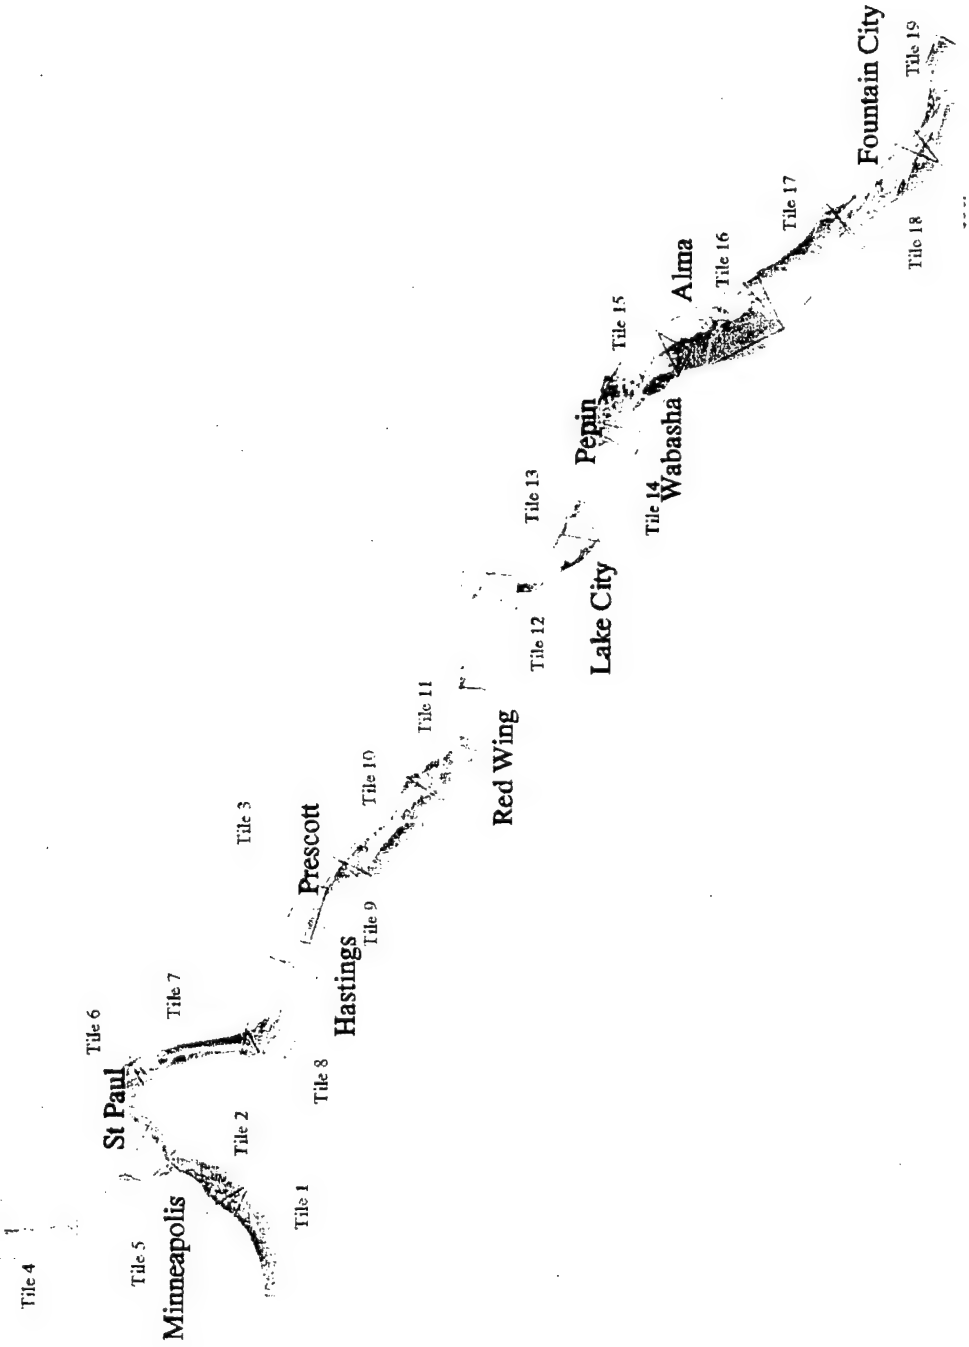 Tile 4
Tile 6
St Paul
Tile 5
Minneapolis
Tile 7
Tile 2
Tile 3
Tile 1
Prescott
Tile 8
Hastings
Tile 9
Tile 10
Tile 11
Red Wing
Tile 13
Tile 12
Pepin
Lake City
Tile 15
Tile 14
Wabasha
Alma
Tile 16
Tile 17
Fountain City
Tile 19
Tile 18